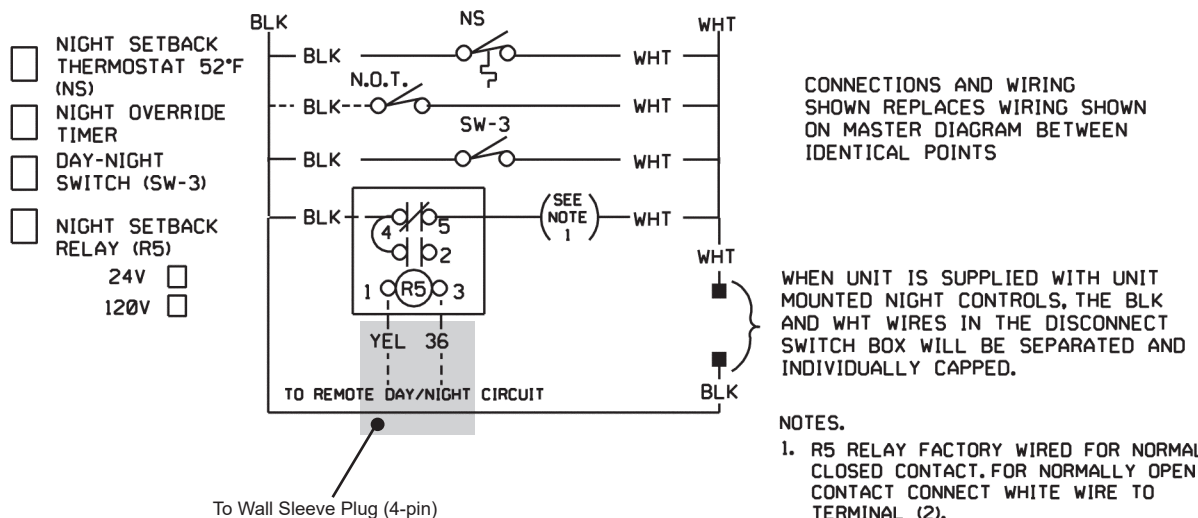 BLK
WHT
NIGHT SETBACK
THERMOSTAT 52°F
(NS)
NIGHT OVERRIDE
TIMER
DAY-NIGHT
SWITCH (SW-3)
NIGHT SETBACK
RELAY (R5)
24V
120V
NS
BLK
WHT
N.O.T.
BLK
WHT
SW-3
BLK
WHT
BLK
4
5
2
1
R5
3
(SEE
NOTE
1)
WHT
YEL
36
TO REMOTE DAY/NIGHT CIRCUIT
WHT
BLK
To Wall Sleeve Plug (4-pin)
CONNECTIONS AND WIRING
SHOWN REPLACES WIRING SHOWN
ON MASTER DIAGRAM BETWEEN
IDENTICAL POINTS
WHEN UNIT IS SUPPLIED WITH UNIT
MOUNTED NIGHT CONTROLS, THE BLK
AND WHT WIRES IN THE DISCONNECT
SWITCH BOX WILL BE SEPARATED AND
INDIVIDUALLY CAPPED.
NOTES.
1. R5 RELAY FACTORY WIRED FOR NORMAL
CLOSED CONTACT. FOR NORMALLY OPEN
CONTACT CONNECT WHITE WIRE TO
TERMINAL (2).